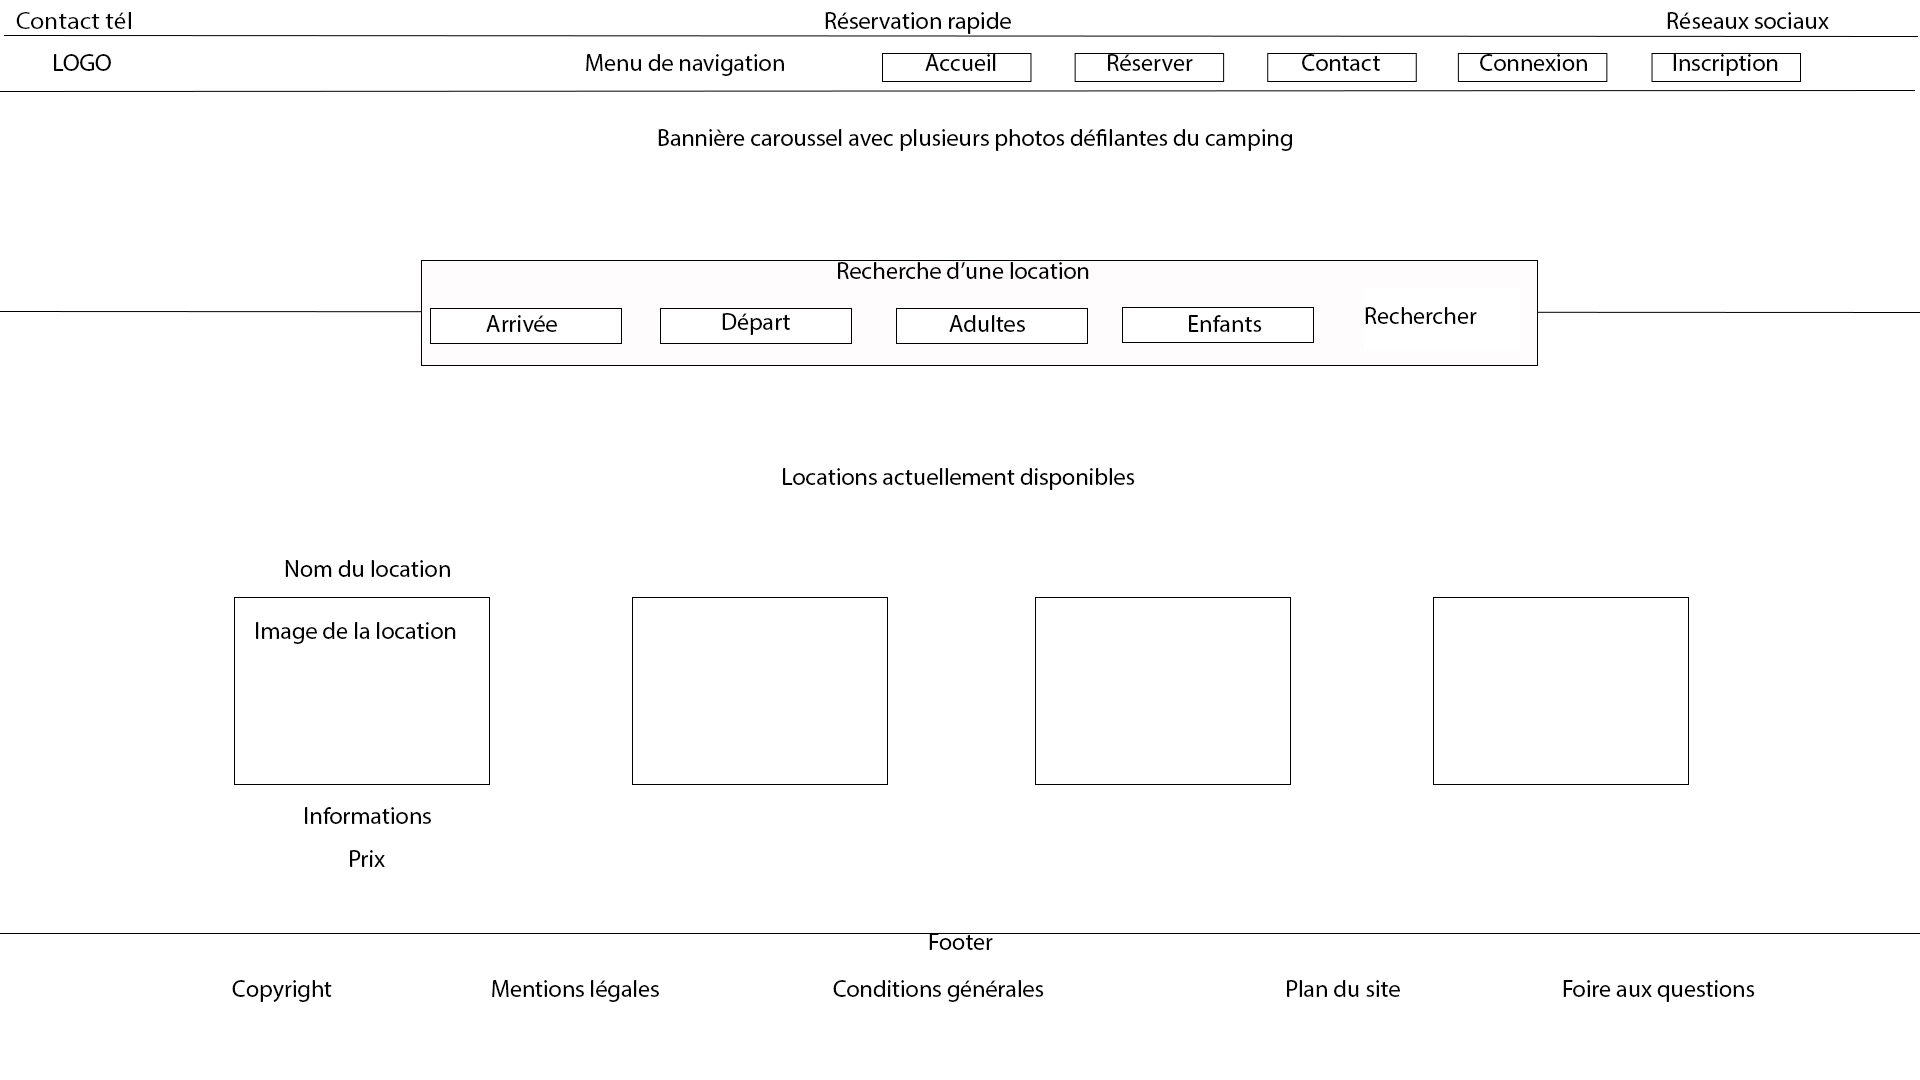 Contact tél Réservation rapide Réseaux sociaux
LOGO Menu de navigation Accueil Réserver Contact Connexion Inscription
Bannière caroussel avec plusieurs photos défilantes du camping
Recherche d’une location
Arrivée Départ Adultes Enfants Rechercher
Locations actuellement disponibles
Nom du location
Image de la location
Informations
Prix
Footer
Copyright Mentions légales Conditions générales Plan du site Foire aux questions